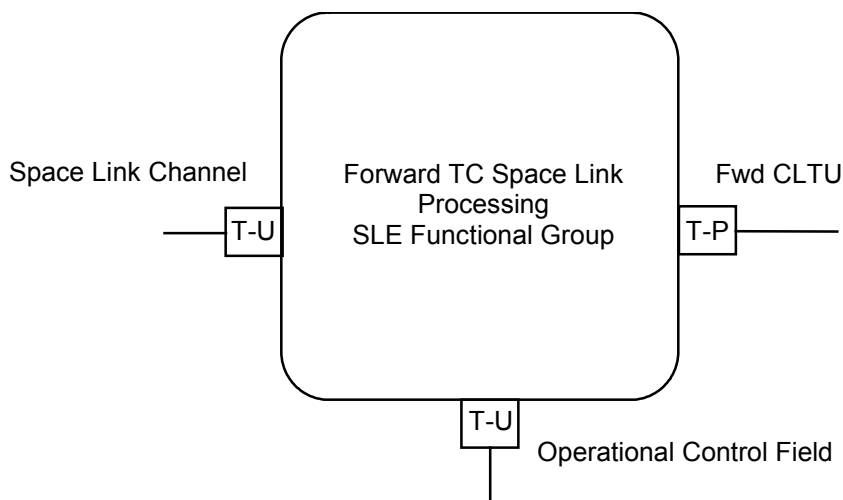 Space Link Channel
T-U
Forward TC Space Link
Processing
SLE Functional Group
Fwd CLTU
T-P
T-U
Operational Control Field